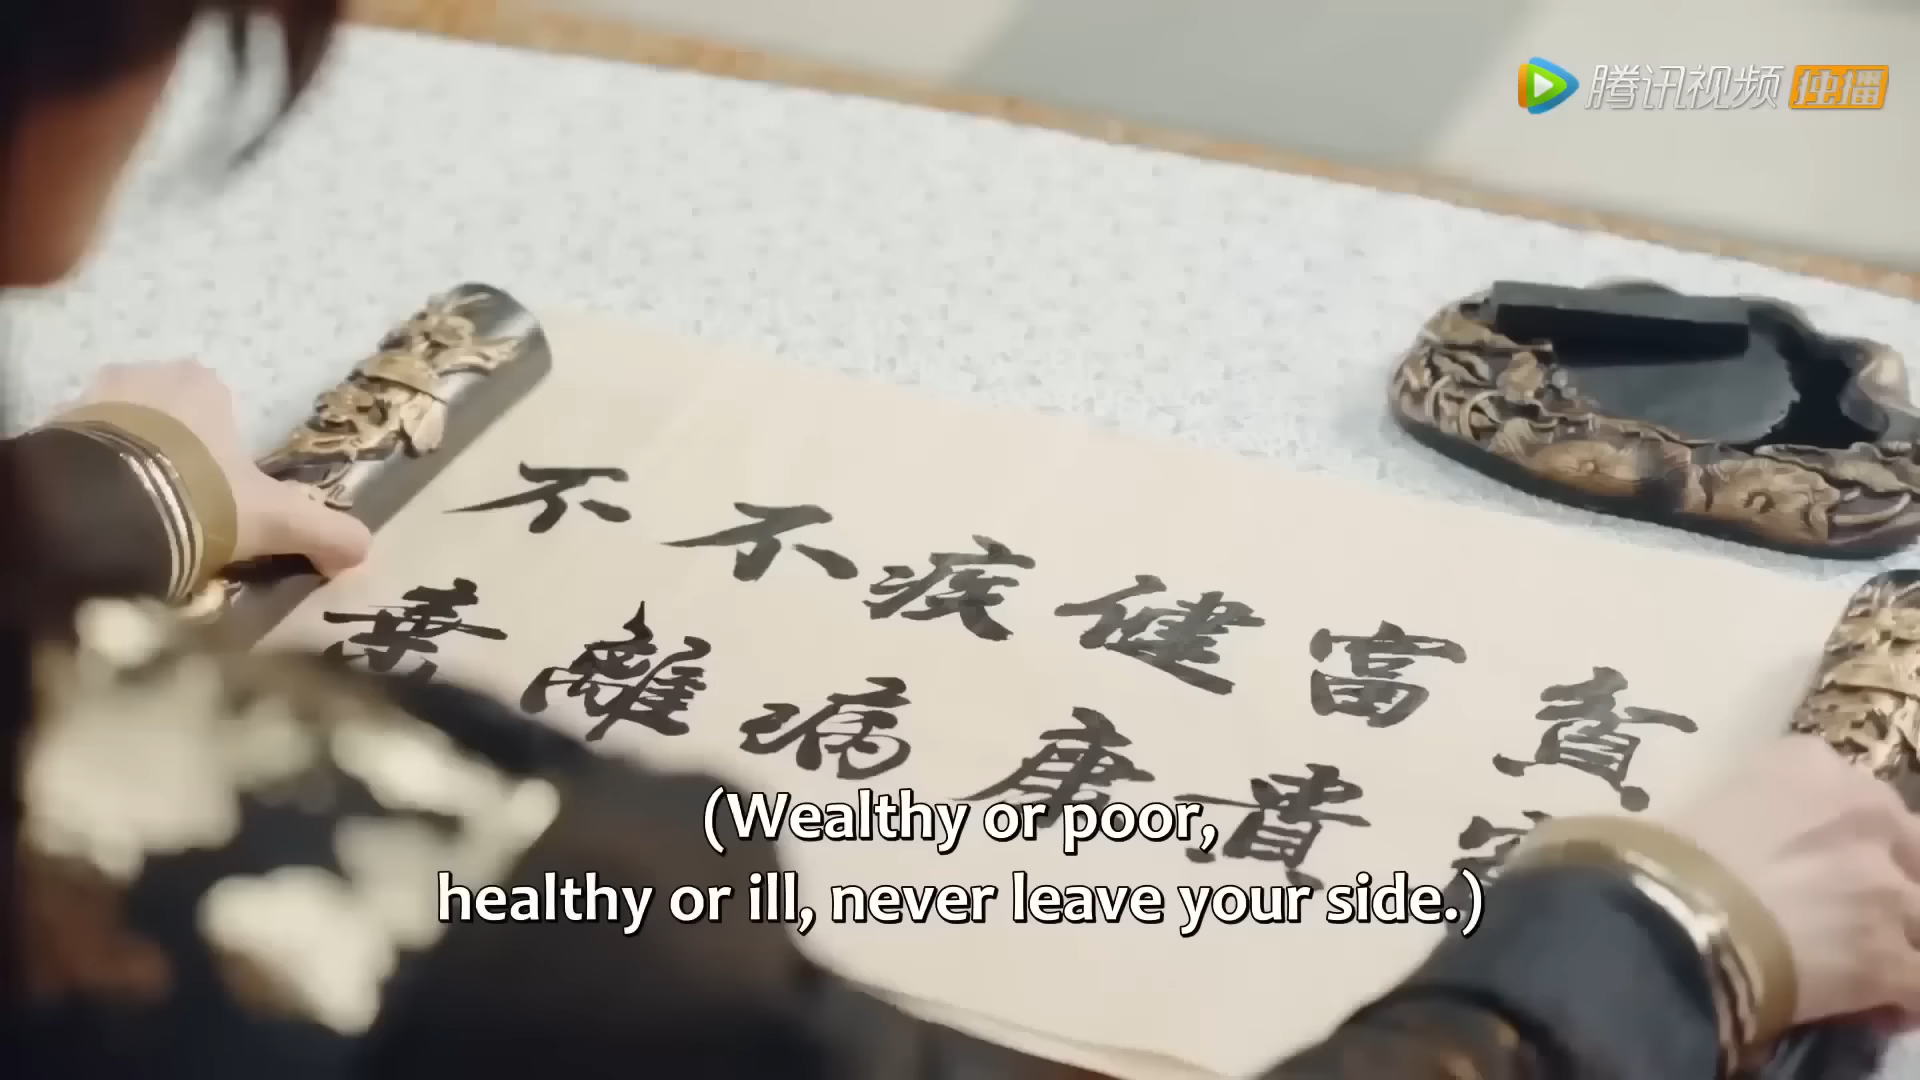 腾讯视频 独播
貧窮
富貴
健康
疾病
不離
不棄
(Wealthy or poor,
healthy or ill, never leave your side.)